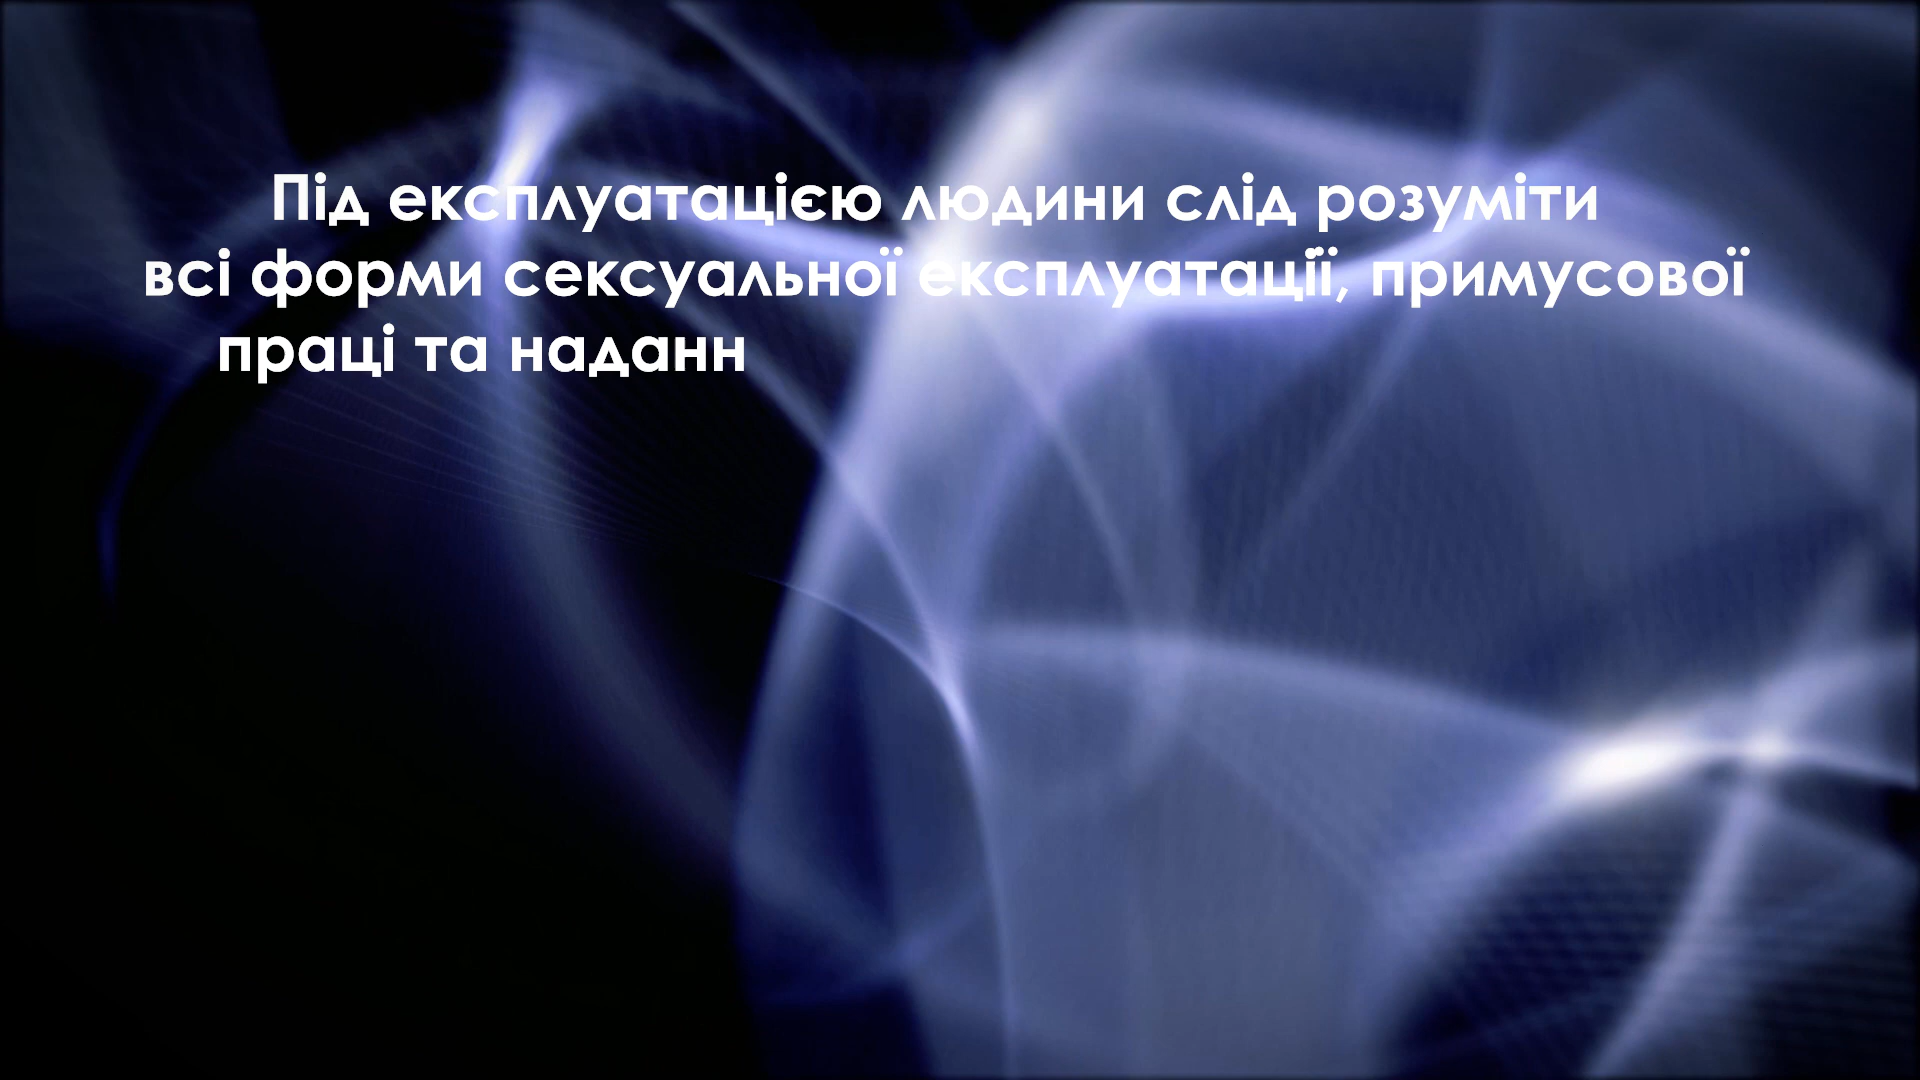 Під експлуатацією людини слід розуміти
всі форми сексуальної експлуатації, примусової
праці та наданн